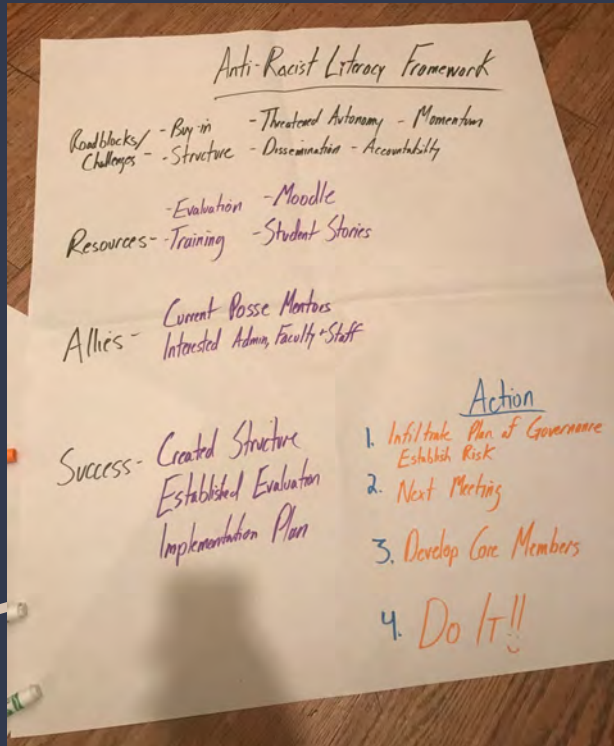 Anti-Racist Literacy Framework
Roadblocks/ - Buy-in - Threatened Autonomy - Momentum
Challenges - - Structure - Dissemination - Accountability
- Evaluation - Moodle
Resources - - Training - Student Stories
Current Posse Mentors
Allies - Interested Admin, Faculty + Staff
Success - Created Structure
Established Evaluation
Implementation Plan
Action
1. Infiltrate Plan of Governance
Establish Risk
2. Next Meeting
3. Develop Core Members
4. Do It!!